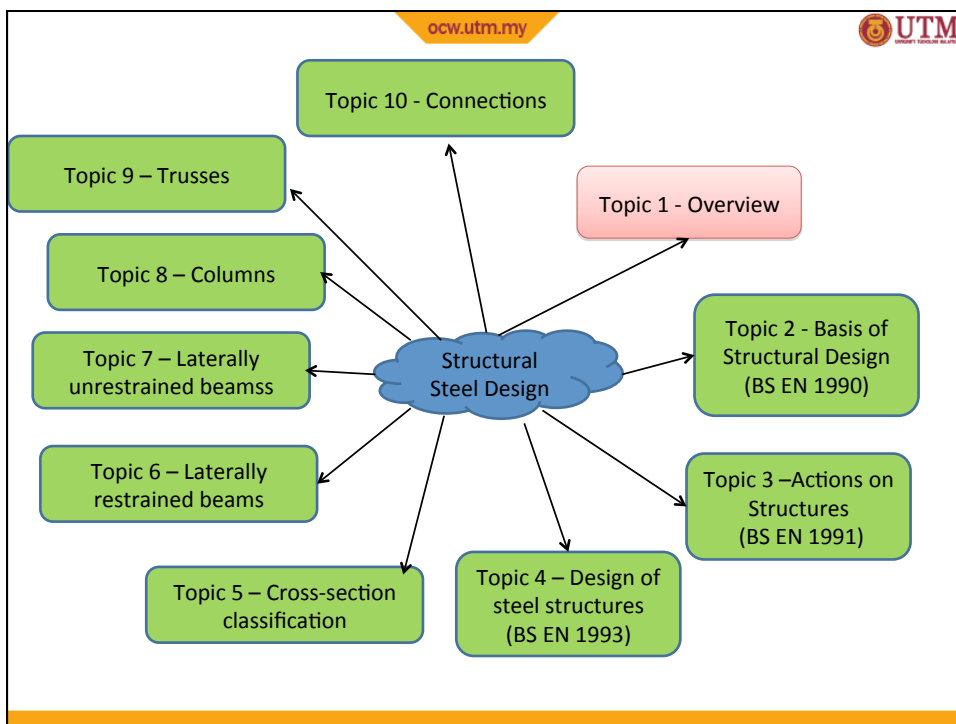 ocw.utm.my
UTM
UNIVERSITI TEKNOLOGI MALAYSIA
Topic 10 - Connections
Topic 9 – Trusses
Topic 1 - Overview
Topic 8 – Columns
Topic 2 - Basis of
Structural Design
(BS EN 1990)
Structural
Steel Design
Topic 7 – Laterally
unrestrained beamss
Topic 6 – Laterally
restrained beams
Topic 3 –Actions on
Structures
(BS EN 1991)
Topic 4 – Design of
steel structures
(BS EN 1993)
Topic 5 – Cross-section
classification